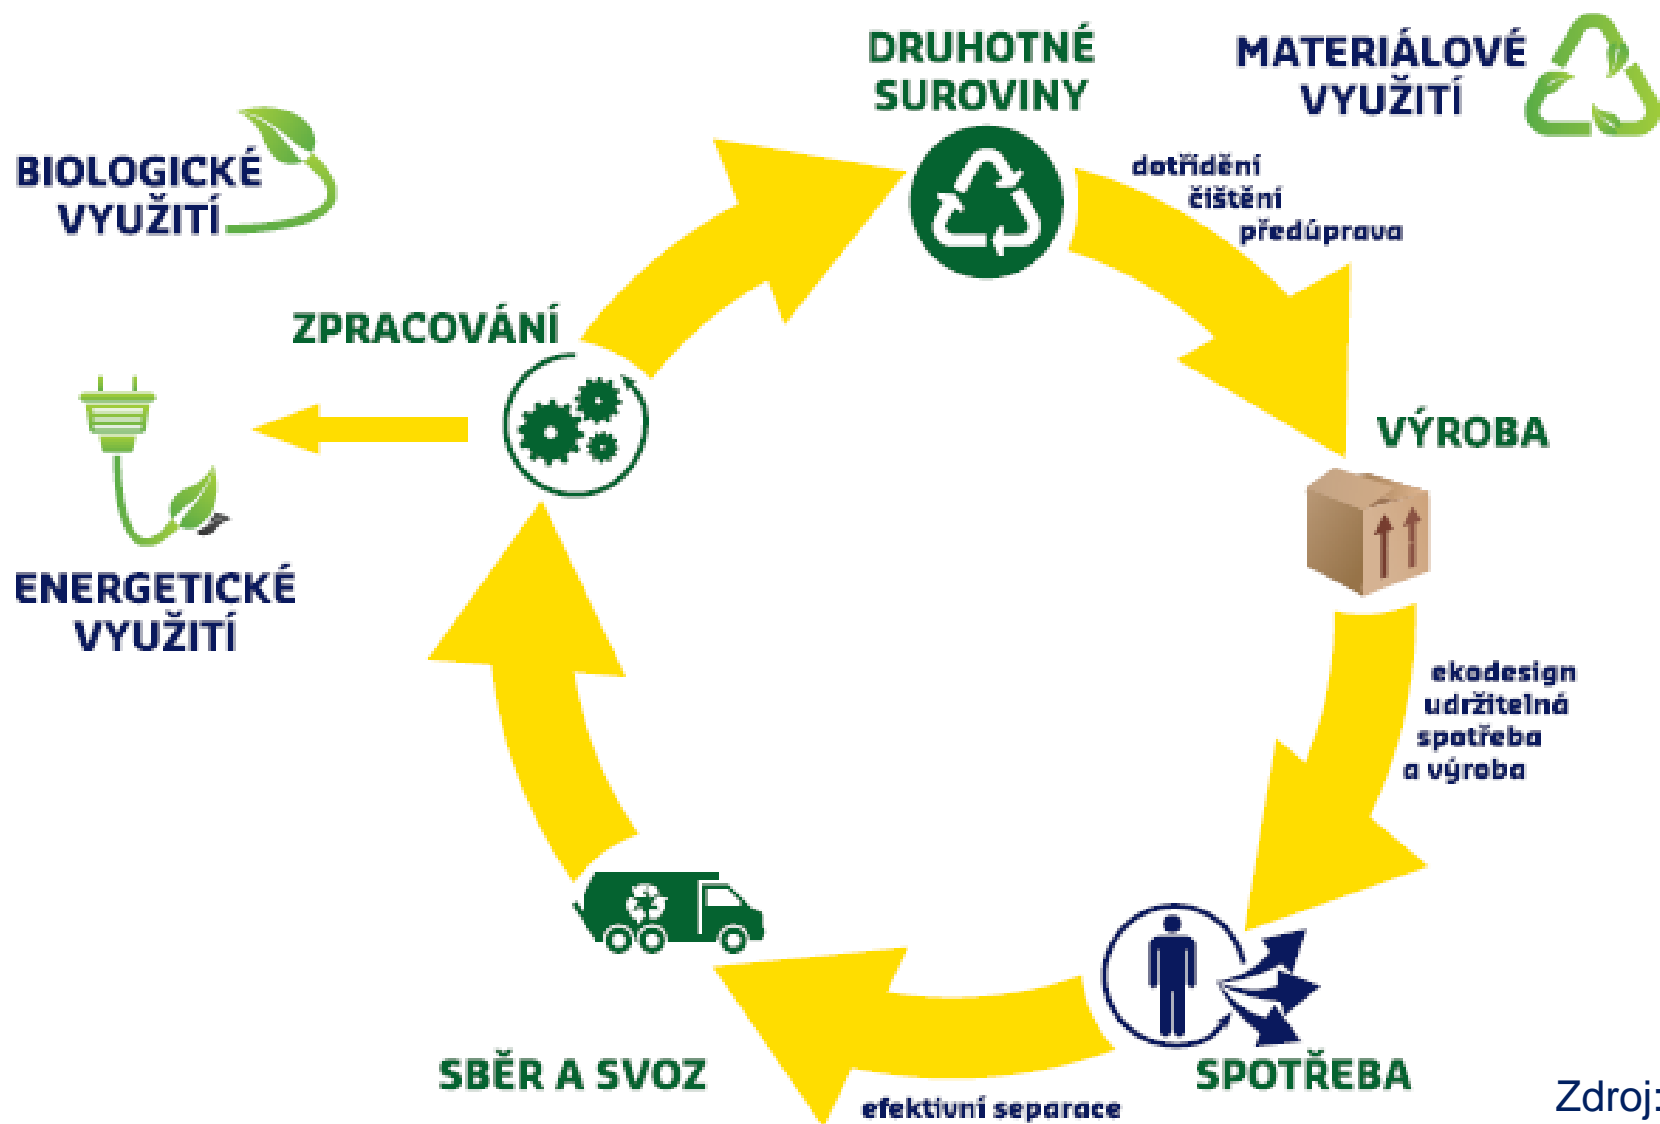 DRUHOTNÉ
SUROVINY
MATERIÁLOVÉ
VYUŽITÍ
BIOLOGICKÉ
VYUŽITÍ
dotřídění
čištění
předúprava
ZPRACOVÁNÍ
VÝROBA
ENERGETICKÉ
VYUŽITÍ
ekodesign
udržitelná
spotřeba
a výroba
SBĚR A SVOZ
SPOTŘEBA
efektivní separace
Zdroj: